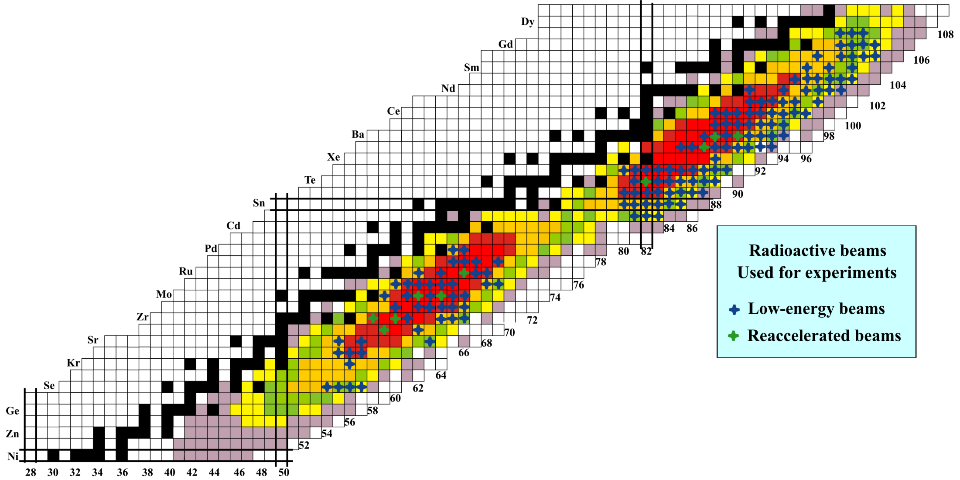 Dy
108
Gd
106
Sm
104
Nd
102
Ce
100
Ba
98
Xe
94 96
92
Te
90
Sn
88
84 86
Cd
80 82
Pd
78
Ru
76
Mo
74
Zr
72
70
Sr
68
66
Kr
64
Se
62
60
Ge
58
56
Zn
54
52
Ni
28 30 32 34 36 38 40 42 44 46 48 50
Radioactive beams
Used for experiments
Low-energy beams
Reaccelerated beams